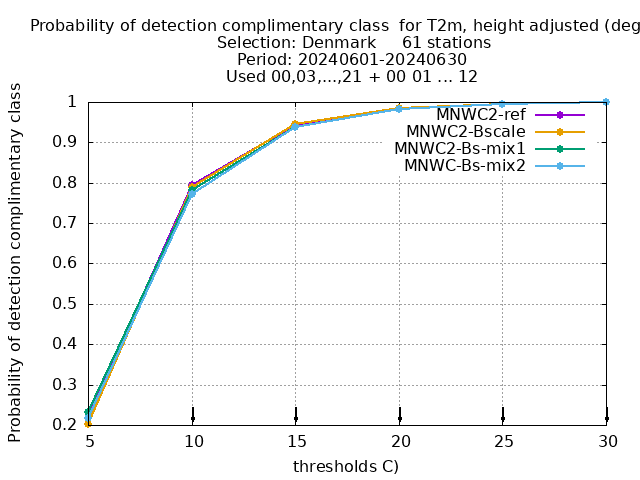 Probability of detection complimentary class  for T2m, height adjusted (deg
Selection: Denmark     61 stations
Period: 20240601-20240630
Used 00,03,...,21 + 00 01 ... 12
Probability of detection complimentary class
1
0.9
0.8
0.7
0.6
0.5
0.4
0.3
0.2
MNWC2-ref
MNWC2-Bscale
MNWC2-Bs-mix1
MNWC-Bs-mix2
5 10 15 20 25 30
thresholds C)